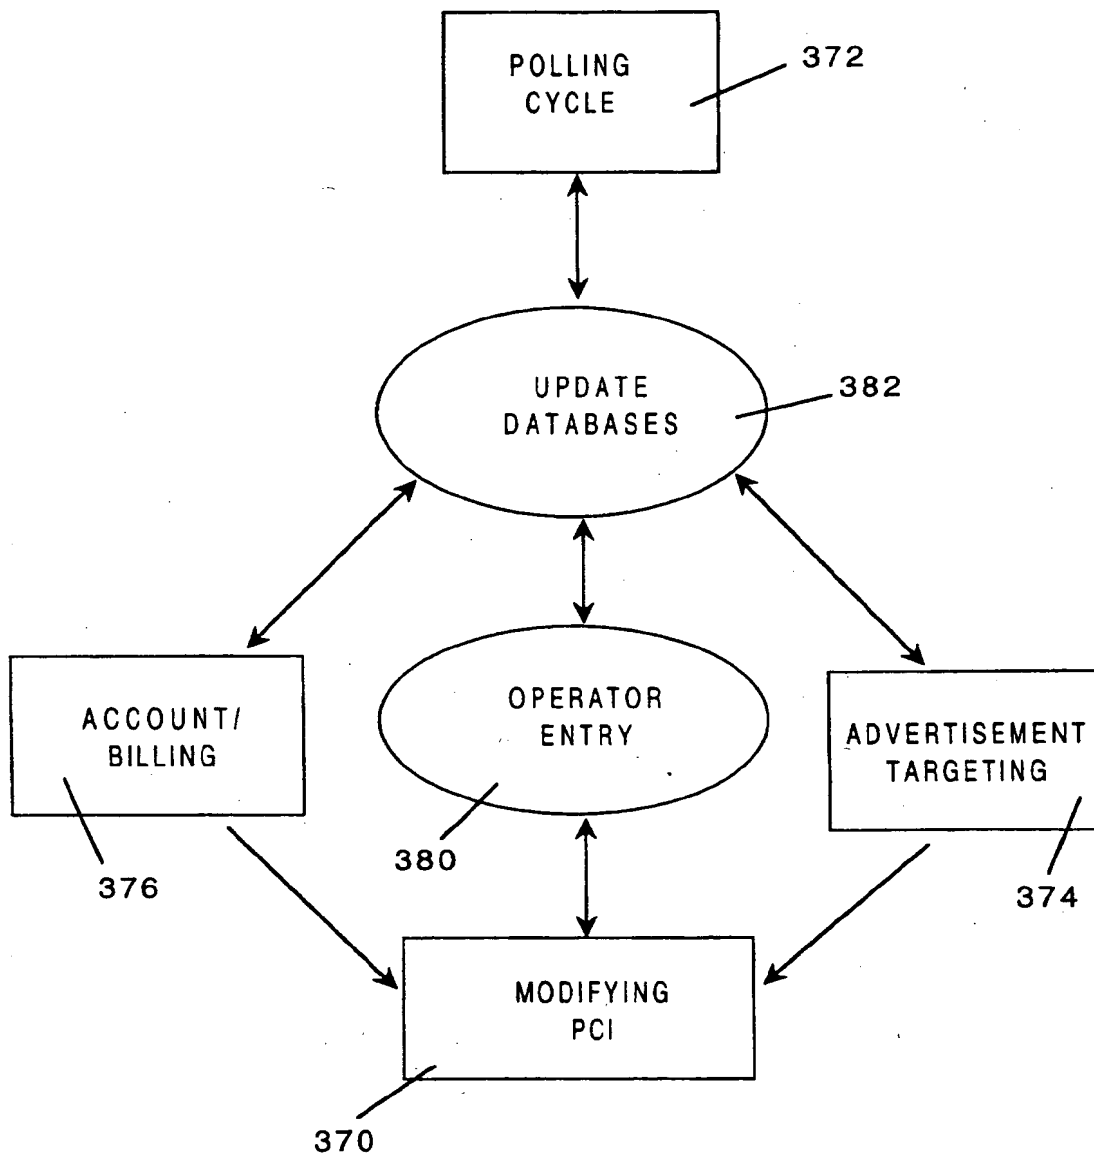 POLLING
CYCLE
372
UPDATE
DATABASES
382
ACCOUNT/
BILLING
OPERATOR
ENTRY
ADVERTISEMENT
TARGETING
376
380
374
MODIFYING
PCI
370